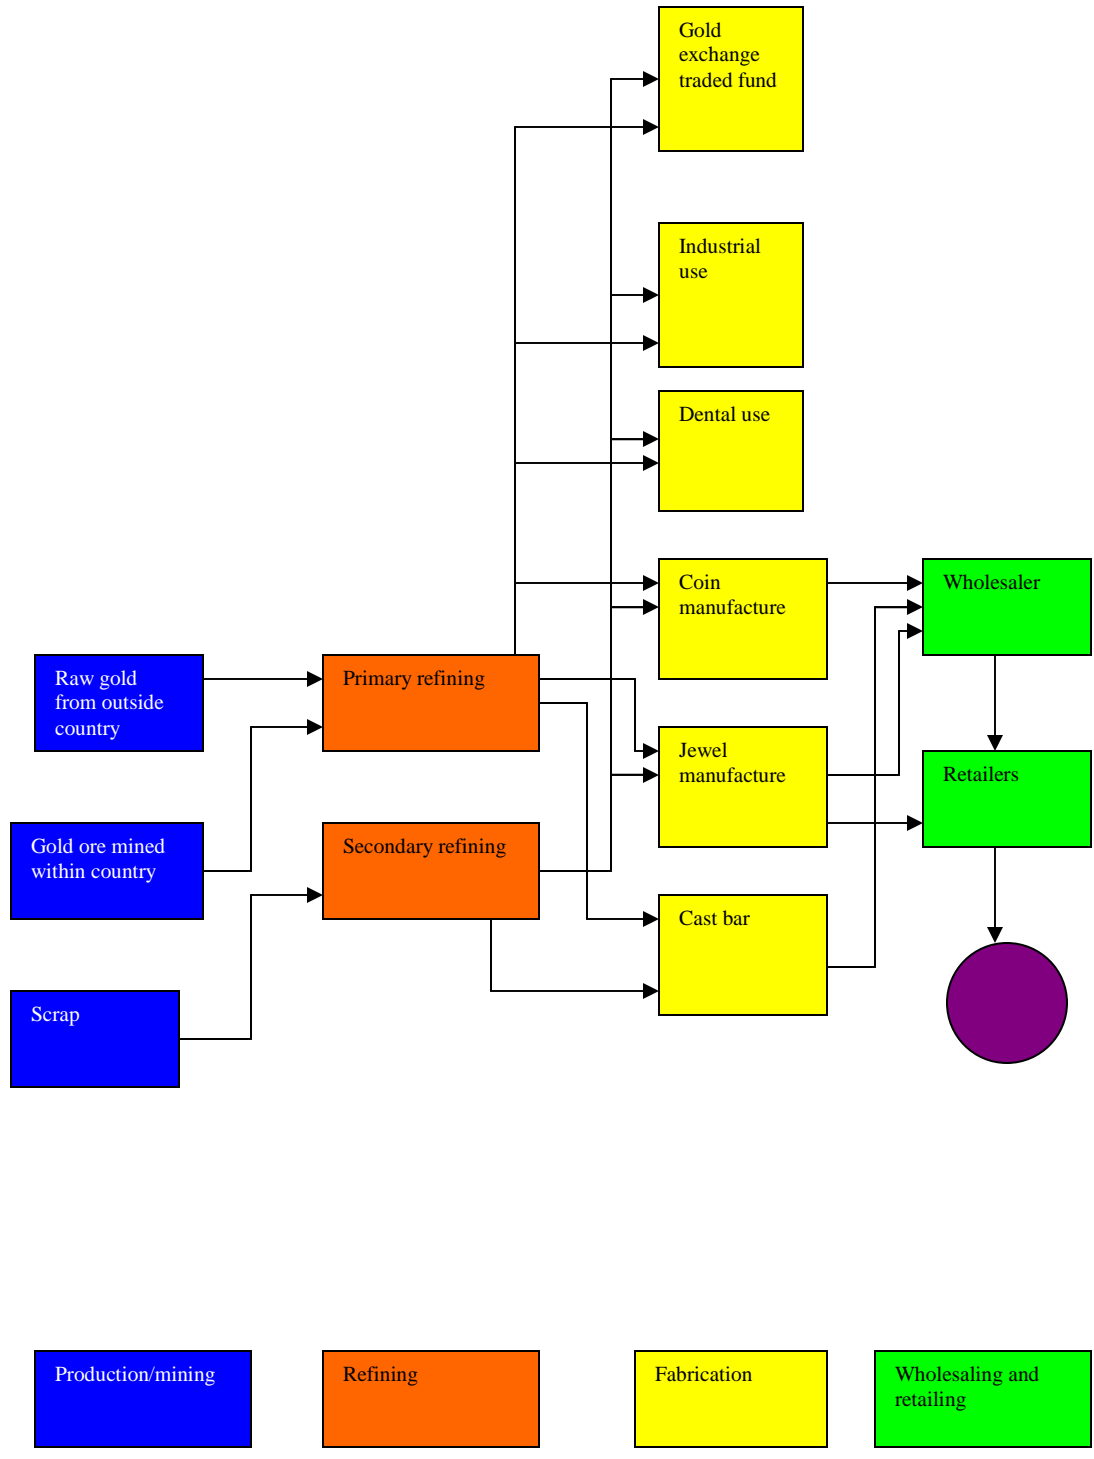 Gold
exchange
traded fund
Industrial
use
Dental use
Coin
manufacture
Wholesaler
Raw gold
from outside
country
Primary refining
Jewel
manufacture
Retailers
Gold ore mined
within country
Secondary refining
Cast bar
Scrap
Production/mining
Refining
Fabrication
Wholesaling and
retailing